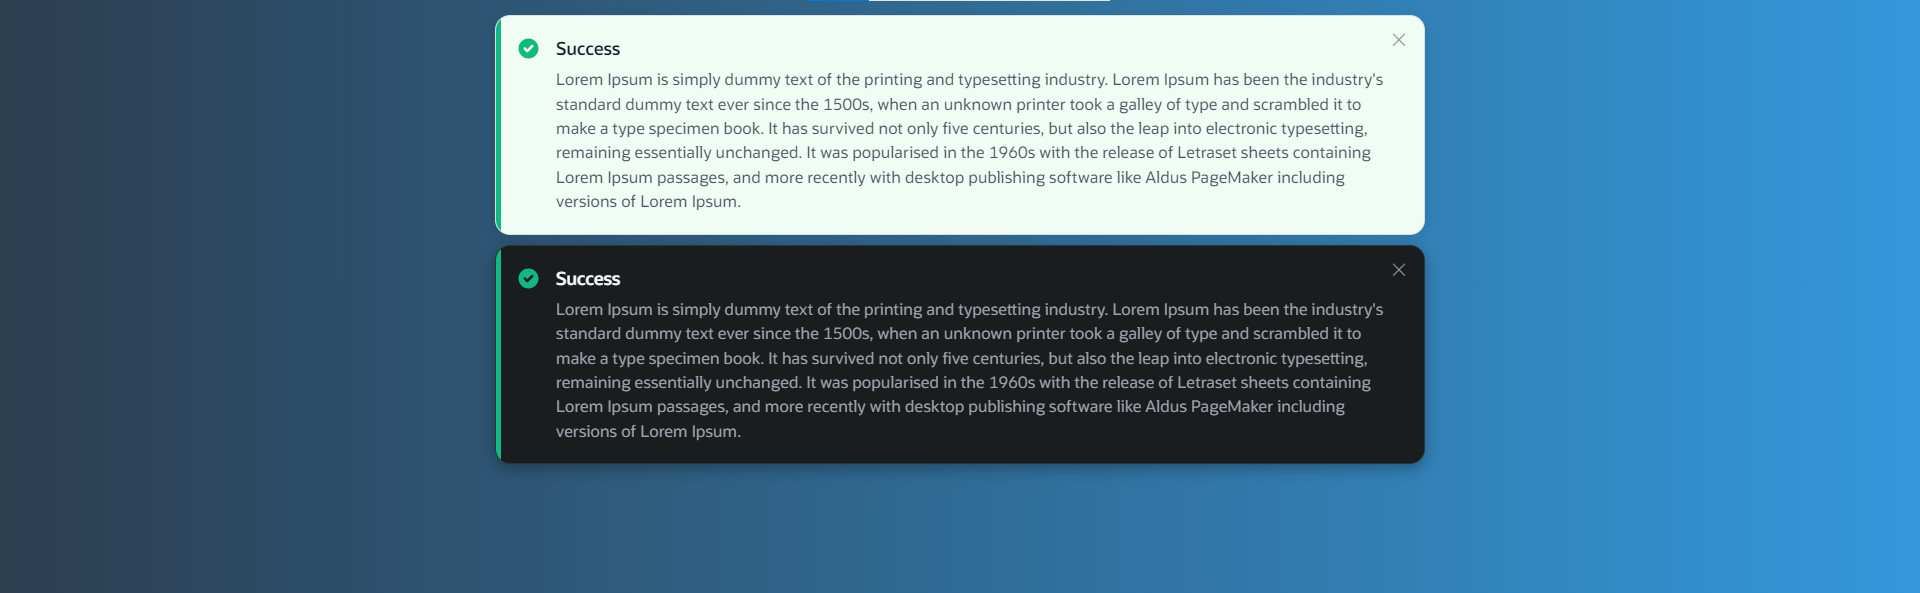 Success
Lorem Ipsum is simply dummy text of the printing and typesetting industry. Lorem Ipsum has been the industry's
standard dummy text ever since the 1500s, when an unknown printer took a galley of type and scrambled it to
make a type specimen book. It has survived not only five centuries, but also the leap into electronic typesetting,
remaining essentially unchanged. It was popularised in the 1960s with the release of Letraset sheets containing
Lorem Ipsum passages, and more recently with desktop publishing software like Aldus PageMaker including
versions of Lorem Ipsum.
Success
Lorem Ipsum is simply dummy text of the printing and typesetting industry. Lorem Ipsum has been the industry's
standard dummy text ever since the 1500s, when an unknown printer took a galley of type and scrambled it to
make a type specimen book. It has survived not only five centuries, but also the leap into electronic typesetting,
remaining essentially unchanged. It was popularised in the 1960s with the release of Letraset sheets containing
Lorem Ipsum passages, and more recently with desktop publishing software like Aldus PageMaker including
versions of Lorem Ipsum.